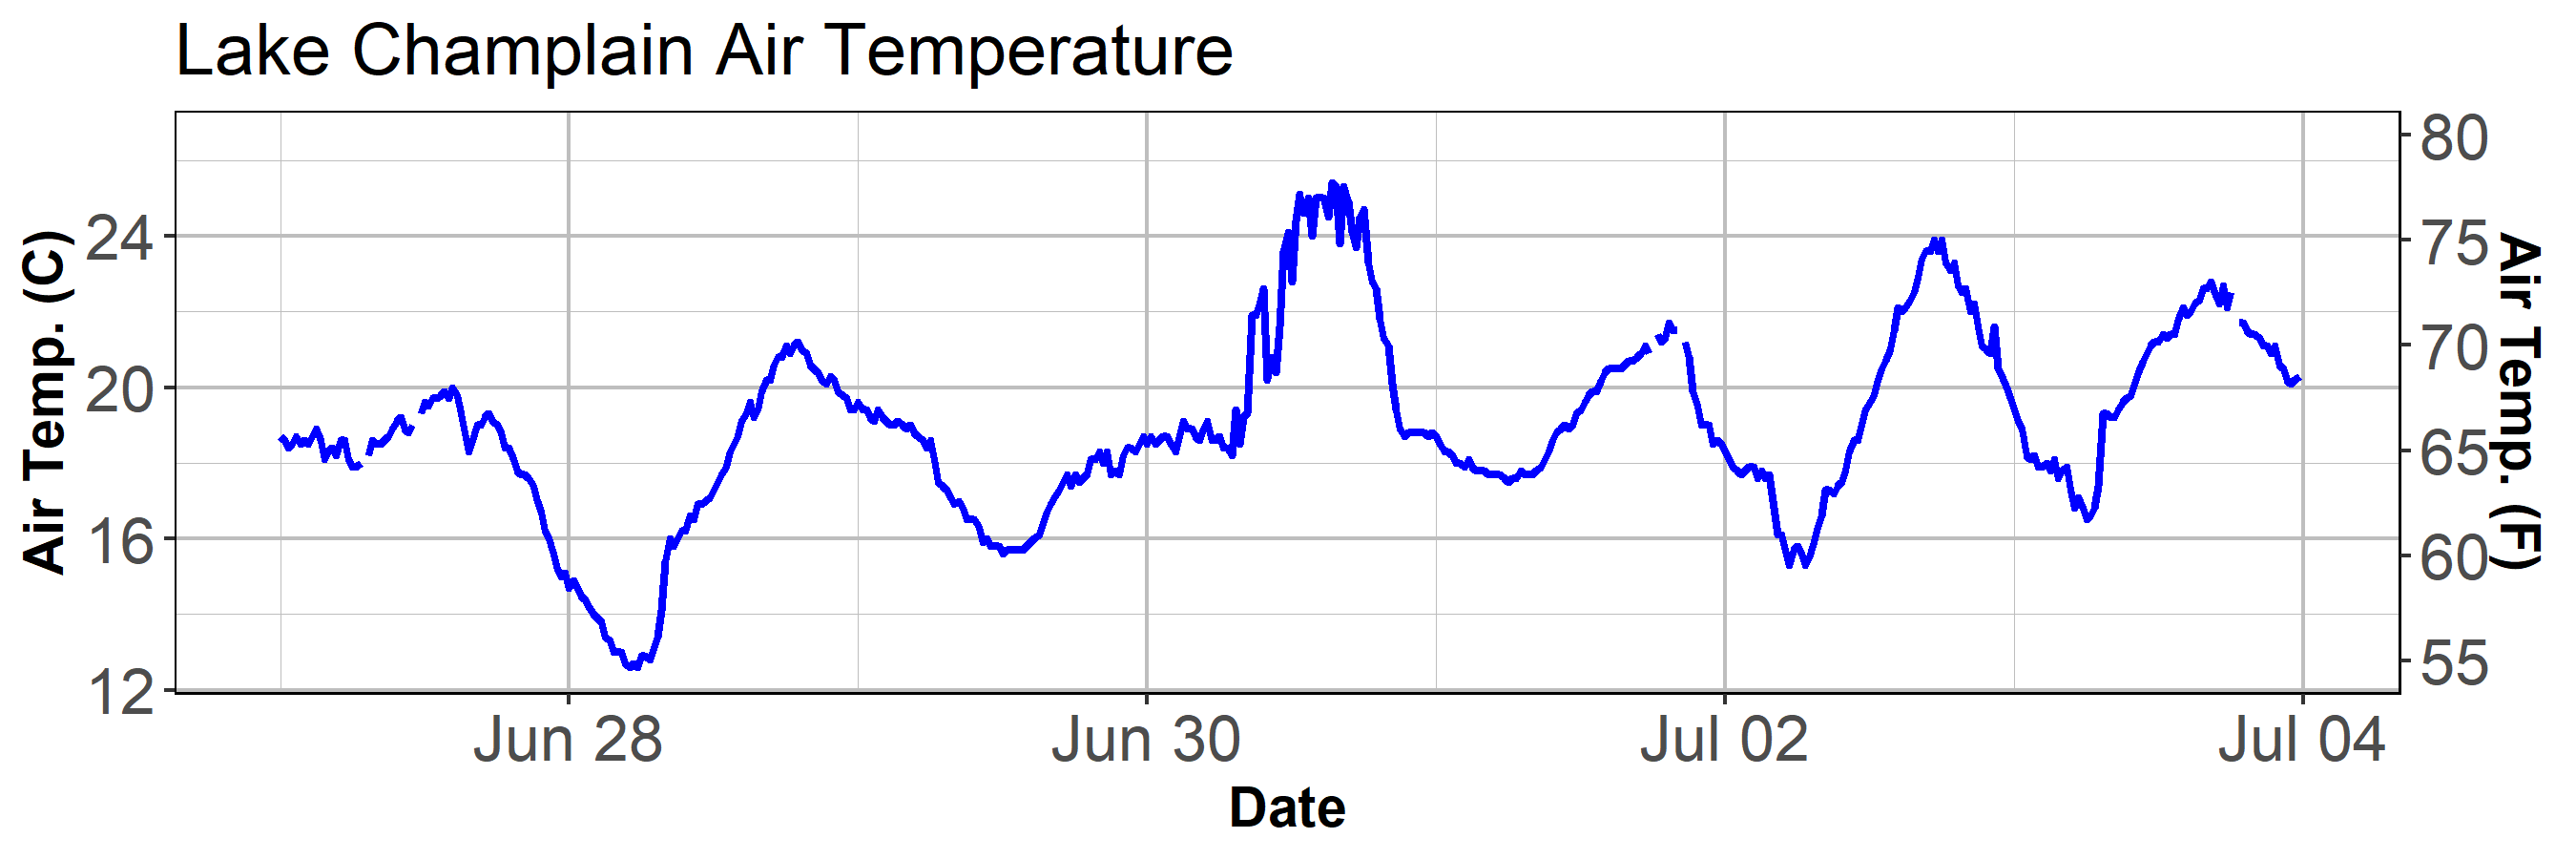 Lake Champlain Air Temperature
Air Temp. (C)
24
20
16
12
80
75
70
65
60
55
Air Temp. (F)
Jun 28
Jun 30
Jul 02
Jul 04
Date